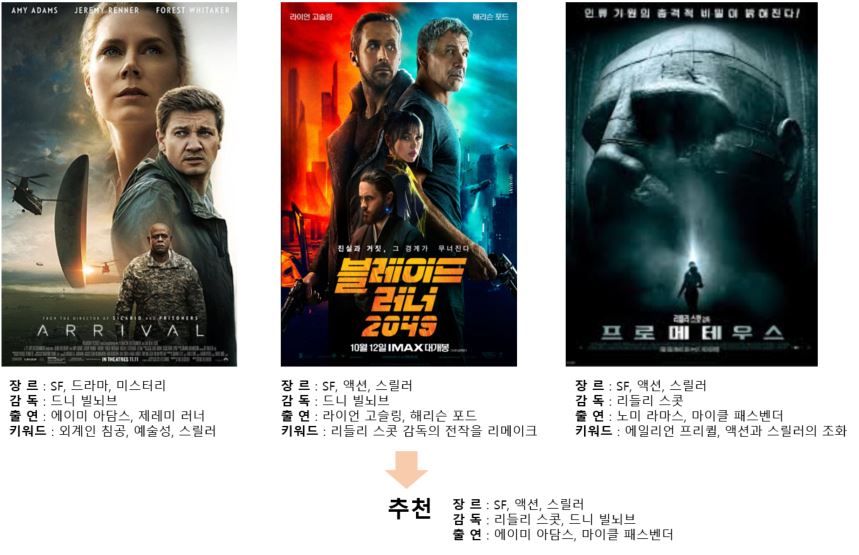 AMY ADAMS JEREMY RENNER FOREST WHITAKER
FROM THE DIRECTOR OF SICARIO AND PRISONERS
ARRIVAL
IN THEATRES 11.11
라이언 고슬링 해리슨 포드
진실과 거짓, 그 경계가 무너진다
블레이드
러너
2049
10월 12일 IMAX 대개봉
인류 기원의 충격적 비밀이 밝혀진다!
리들리 스콧 감독
프로메테우스
장 르 : SF, 드라마, 미스터리
감 독 : 드니 빌뇌브
출 연 : 에이미 아담스, 제레미 러너
키워드 : 외계인 침공, 예술성, 스릴러
장 르 : SF, 액션, 스릴러
감 독 : 드니 빌뇌브
출 연 : 라이언 고슬링, 해리슨 포드
키워드 : 리들리 스콧 감독의 전작을 리메이크
장 르 : SF, 액션, 스릴러
감 독 : 리들리 스콧
출 연 : 노미 라마스, 마이클 패스벤더
키워드 : 에일리언 프리퀄, 액션과 스릴러의 조화
추천
장 르 : SF, 액션, 스릴러
감 독 : 리들리 스콧, 드니 빌뇌브
출 연 : 에이미 아담스, 마이클 패스벤더